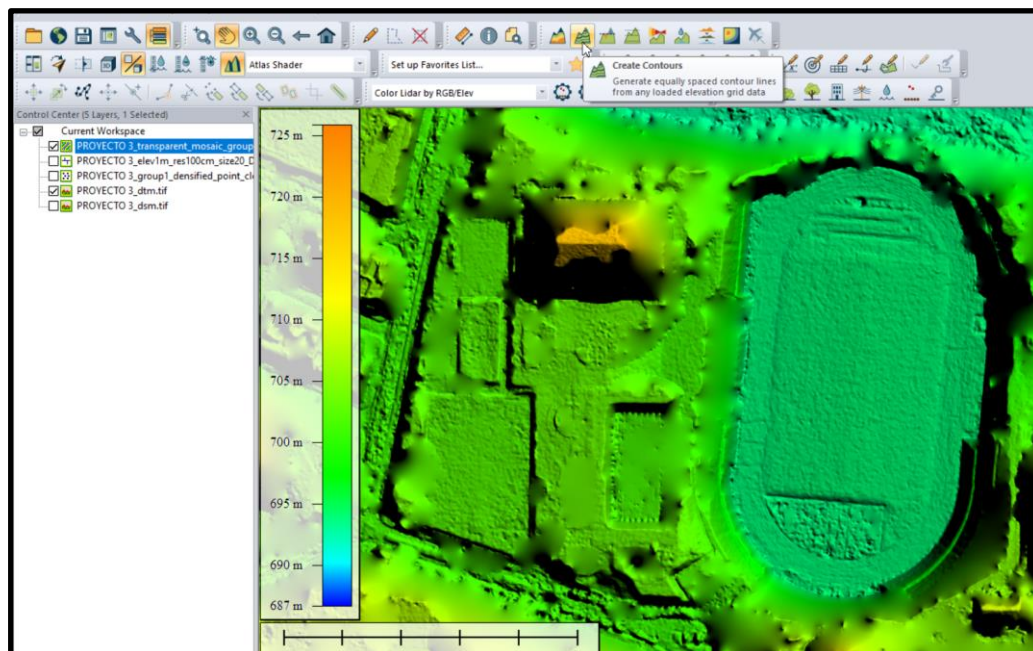 Atlas Shader
Set up Favorites List...
Create Contours
Generate equally spaced contour lines
from any loaded elevation grid data
Color Lidar by RGB/Elev
Control Center (5 Layers, 1 Selected)
Current Workspace
PROYECTO 3_transparent_mosaic_group
PROYECTO 3_elev1m_res100cm_size20_D
PROYECTO 3_group1_densified_point_cl
PROYECTO 3_dtm.tif
PROYECTO 3_dsm.tif
725 m
720 m
715 m
710 m
705 m
700 m
695 m
690 m
687 m